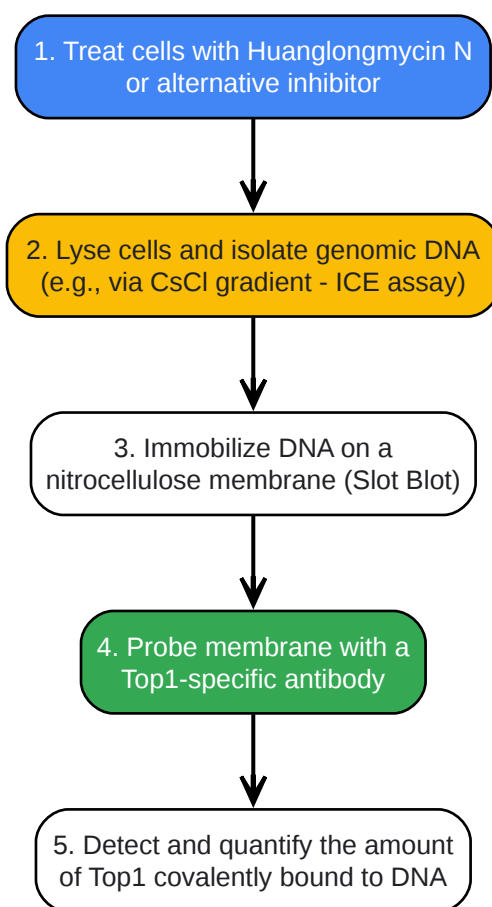 1. Treat cells with Huanglongmycin N
or alternative inhibitor
2. Lyse cells and isolate genomic DNA
(e.g., via CsCl gradient - ICE assay)
3. Immobilize DNA on a
nitrocellulose membrane (Slot Blot)
4. Probe membrane with a
Top1-specific antibody
5. Detect and quantify the amount
of Top1 covalently bound to DNA